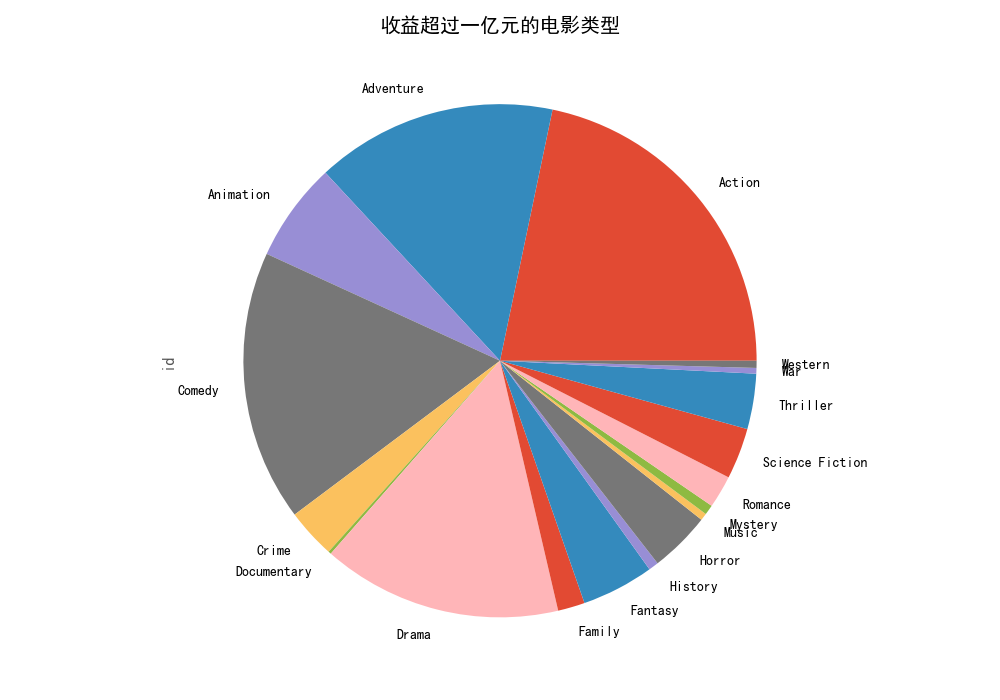 收益超过一亿元的电影类型
Adventure
Action
Animation
id
Comedy
Western
War
Thriller
Science Fiction
Romance
Mystery
Music
Crime
Horror
Documentary
History
Fantasy
Family
Drama